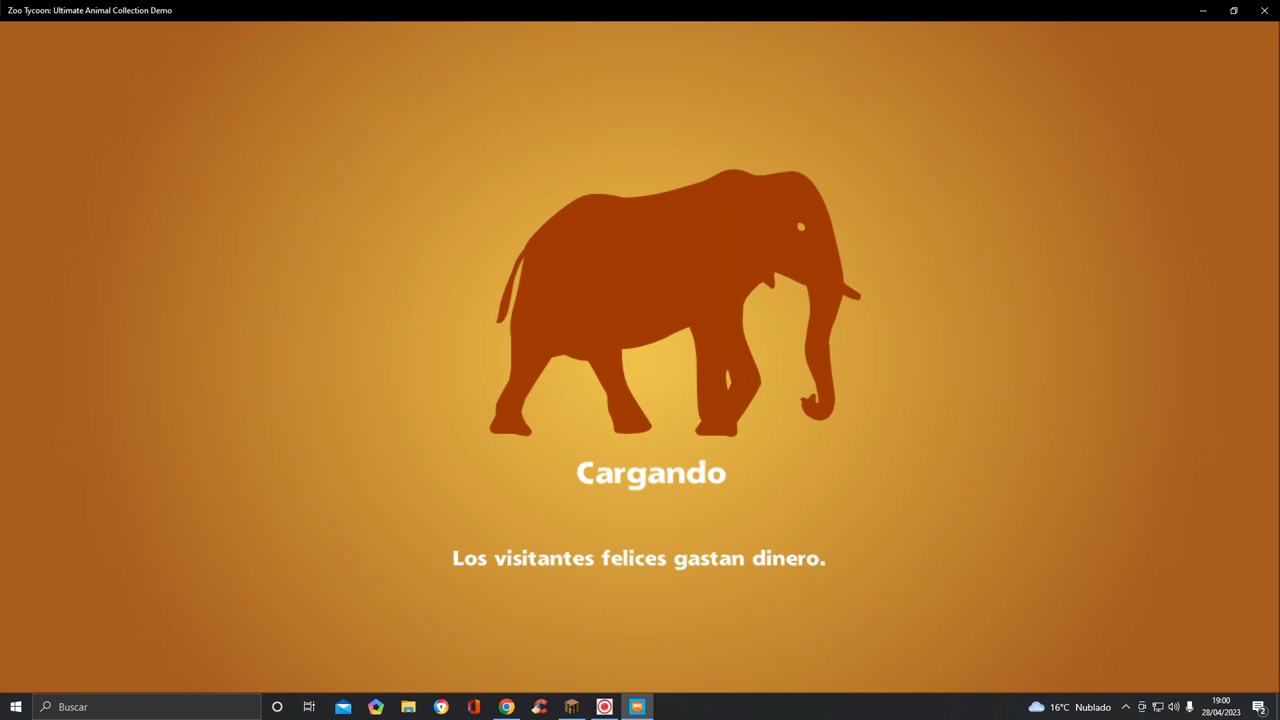 Zoo Tycoon: Ultimate Animal Collection Demo
Cargando
Los visitantes felices gastan dinero.
Buscar
16°C Nublado
19:00
28/04/2023
2